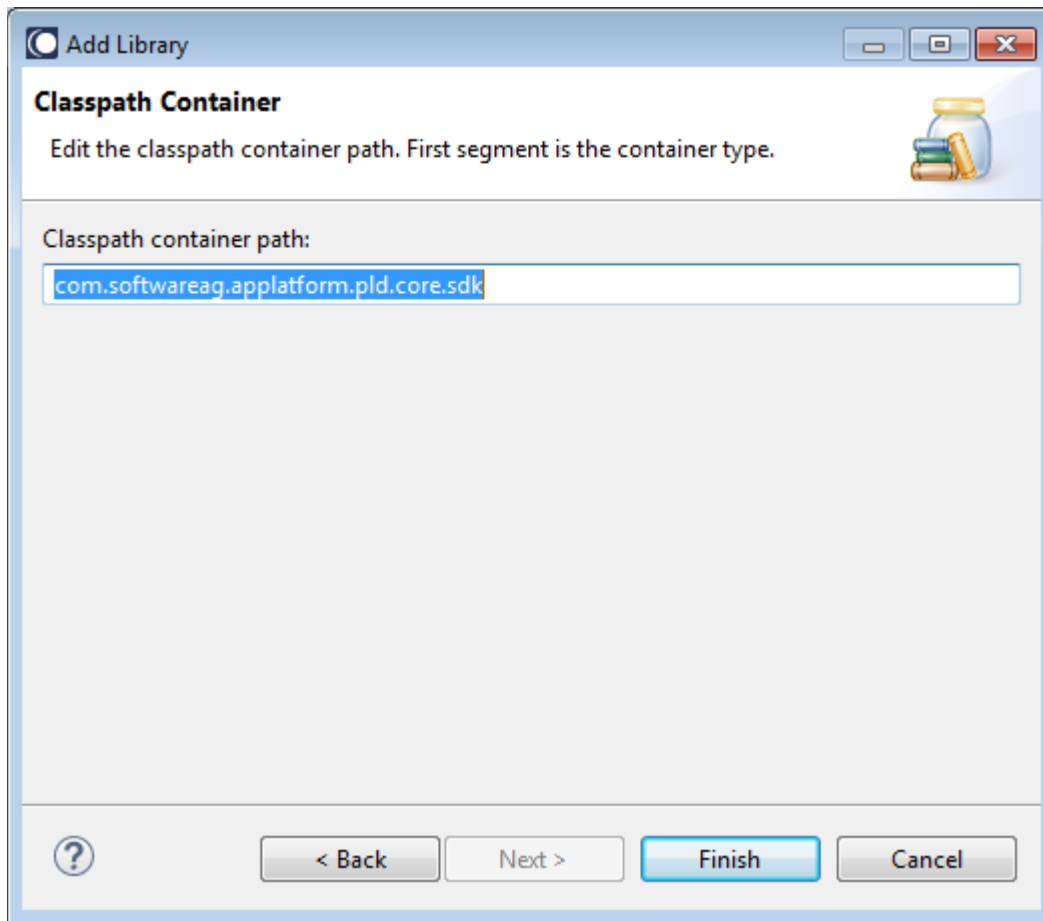 Add Library
Classpath Container
Edit the classpath container path. First segment is the container type.
Classpath container path:
com.softwareag.applatform.pld.core.sdk
?
< Back
Next >
Finish
Cancel